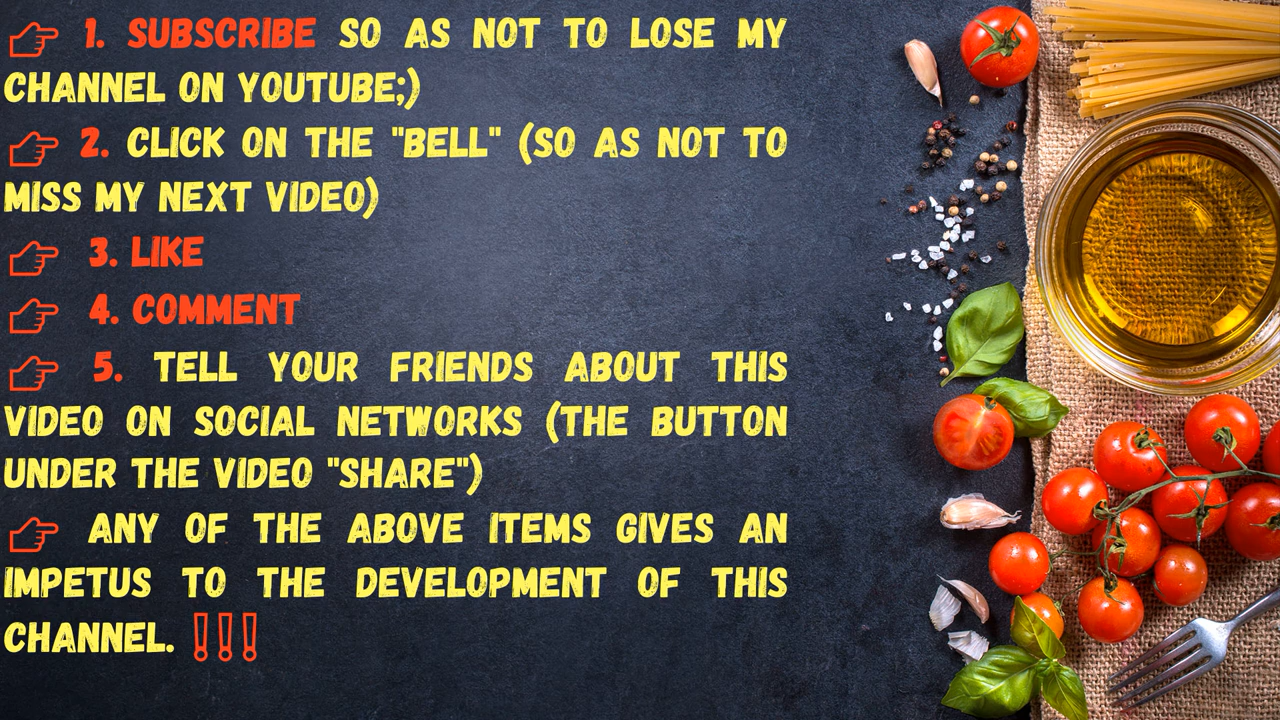 👉 1. SUBSCRIBE SO AS NOT TO LOSE MY
CHANNEL ON YOUTUBE;)
👉 2. CLICK ON THE "BELL" (SO AS NOT TO
MISS MY NEXT VIDEO)
👉 3. LIKE
👉 4. COMMENT
👉 5. TELL YOUR FRIENDS ABOUT THIS
VIDEO ON SOCIAL NETWORKS (THE BUTTON
UNDER THE VIDEO "SHARE")
👉 ANY OF THE ABOVE ITEMS GIVES AN
IMPETUS TO THE DEVELOPMENT OF THIS
CHANNEL. !!!